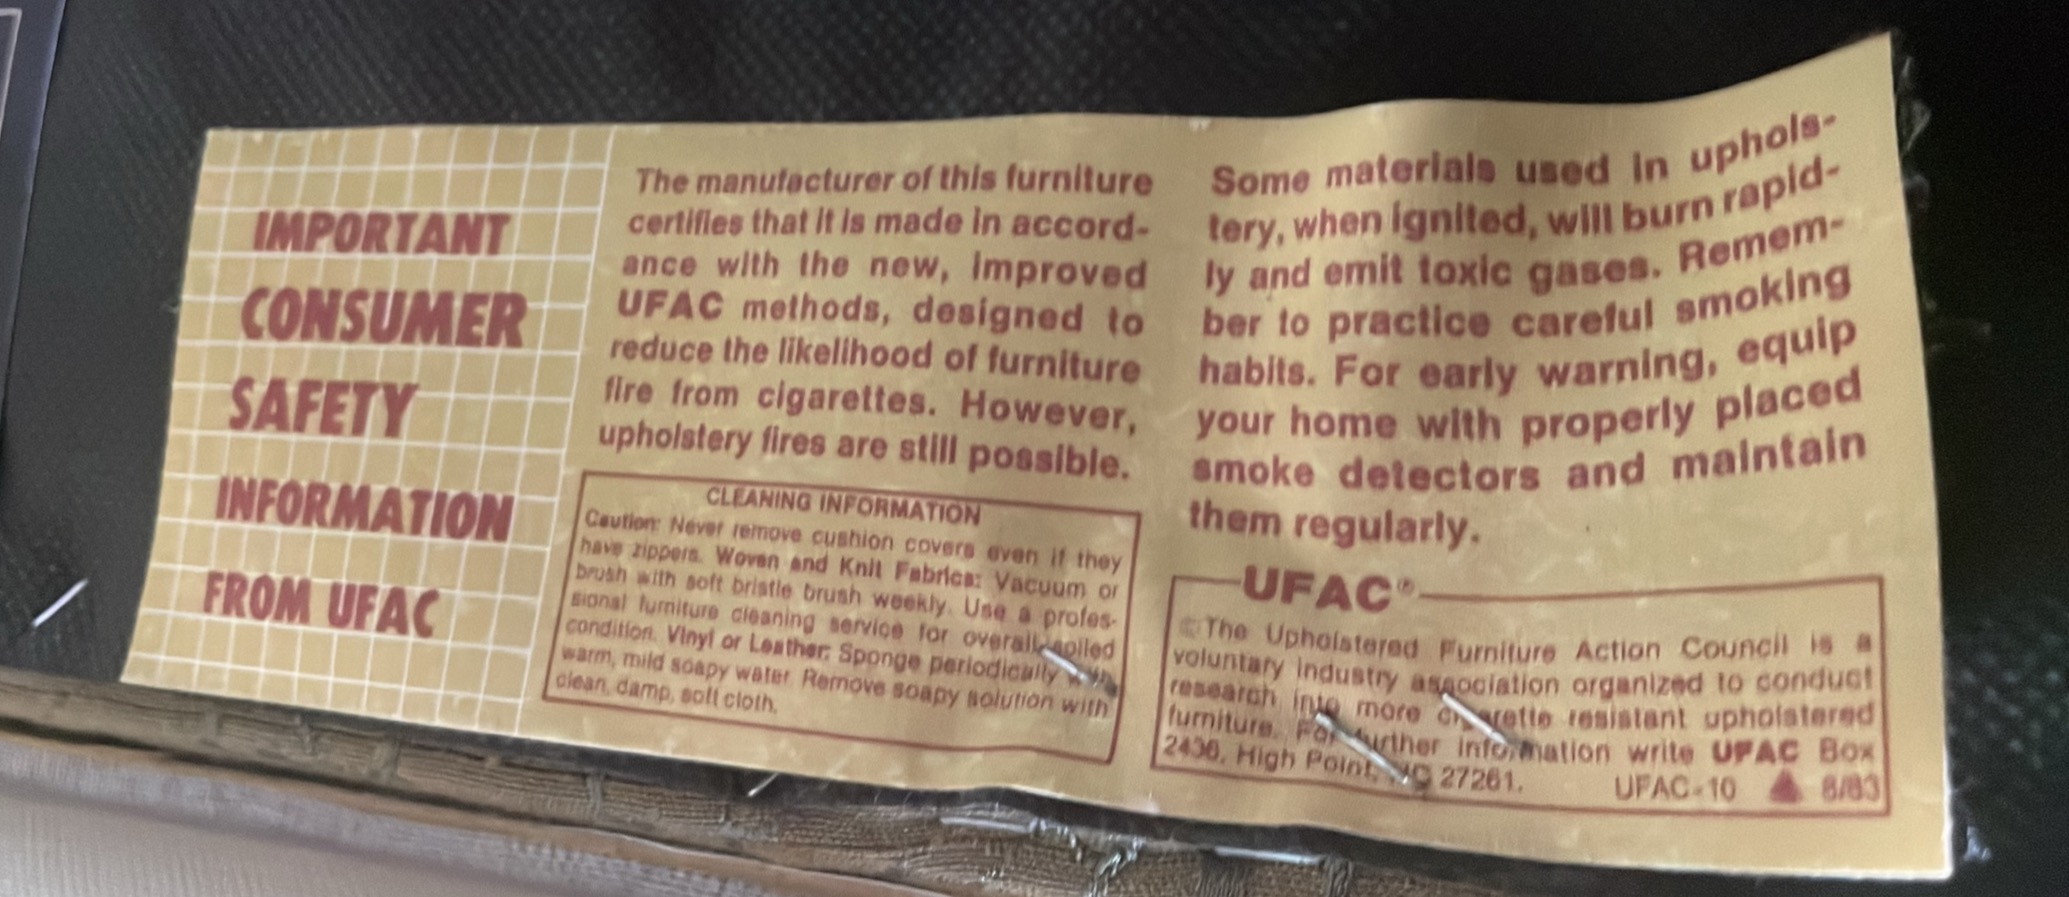 IMPORTANT
CONSUMER
SAFETY
INFORMATION
FROM UFAC
The manufacturer of this furniture
certifies that it is made in accord-
ance with the new, improved
UFAC methods, designed to
reduce the likelihood of furniture
fire from cigarettes. However,
upholstery fires are still possible.
CLEANING INFORMATION
Caution: Never remove cushion covers even if they
have zippers. Woven and Knit Fabrics: Vacuum or
brush with soft bristle brush weekly. Use a profes-
sional furniture cleaning service for overall soiled
condition. Vinyl or Leather: Sponge periodically with
warm, mild soapy water. Remove soapy solution with
clean, damp, soft cloth.
Some materials used in uphols-
tery, when ignited, will burn rapid-
ly and emit toxic gases. Remem-
ber to practice careful smoking
habits. For early warning, equip
your home with properly placed
smoke detectors and maintain
them regularly.
UFAC®
©The Upholstered Furniture Action Council is a
voluntary industry association organized to conduct
research into more cigarette resistant upholstered
furniture. For further information write UFAC Box
2436, High Point, NC 27261.
UFAC-10 8/83